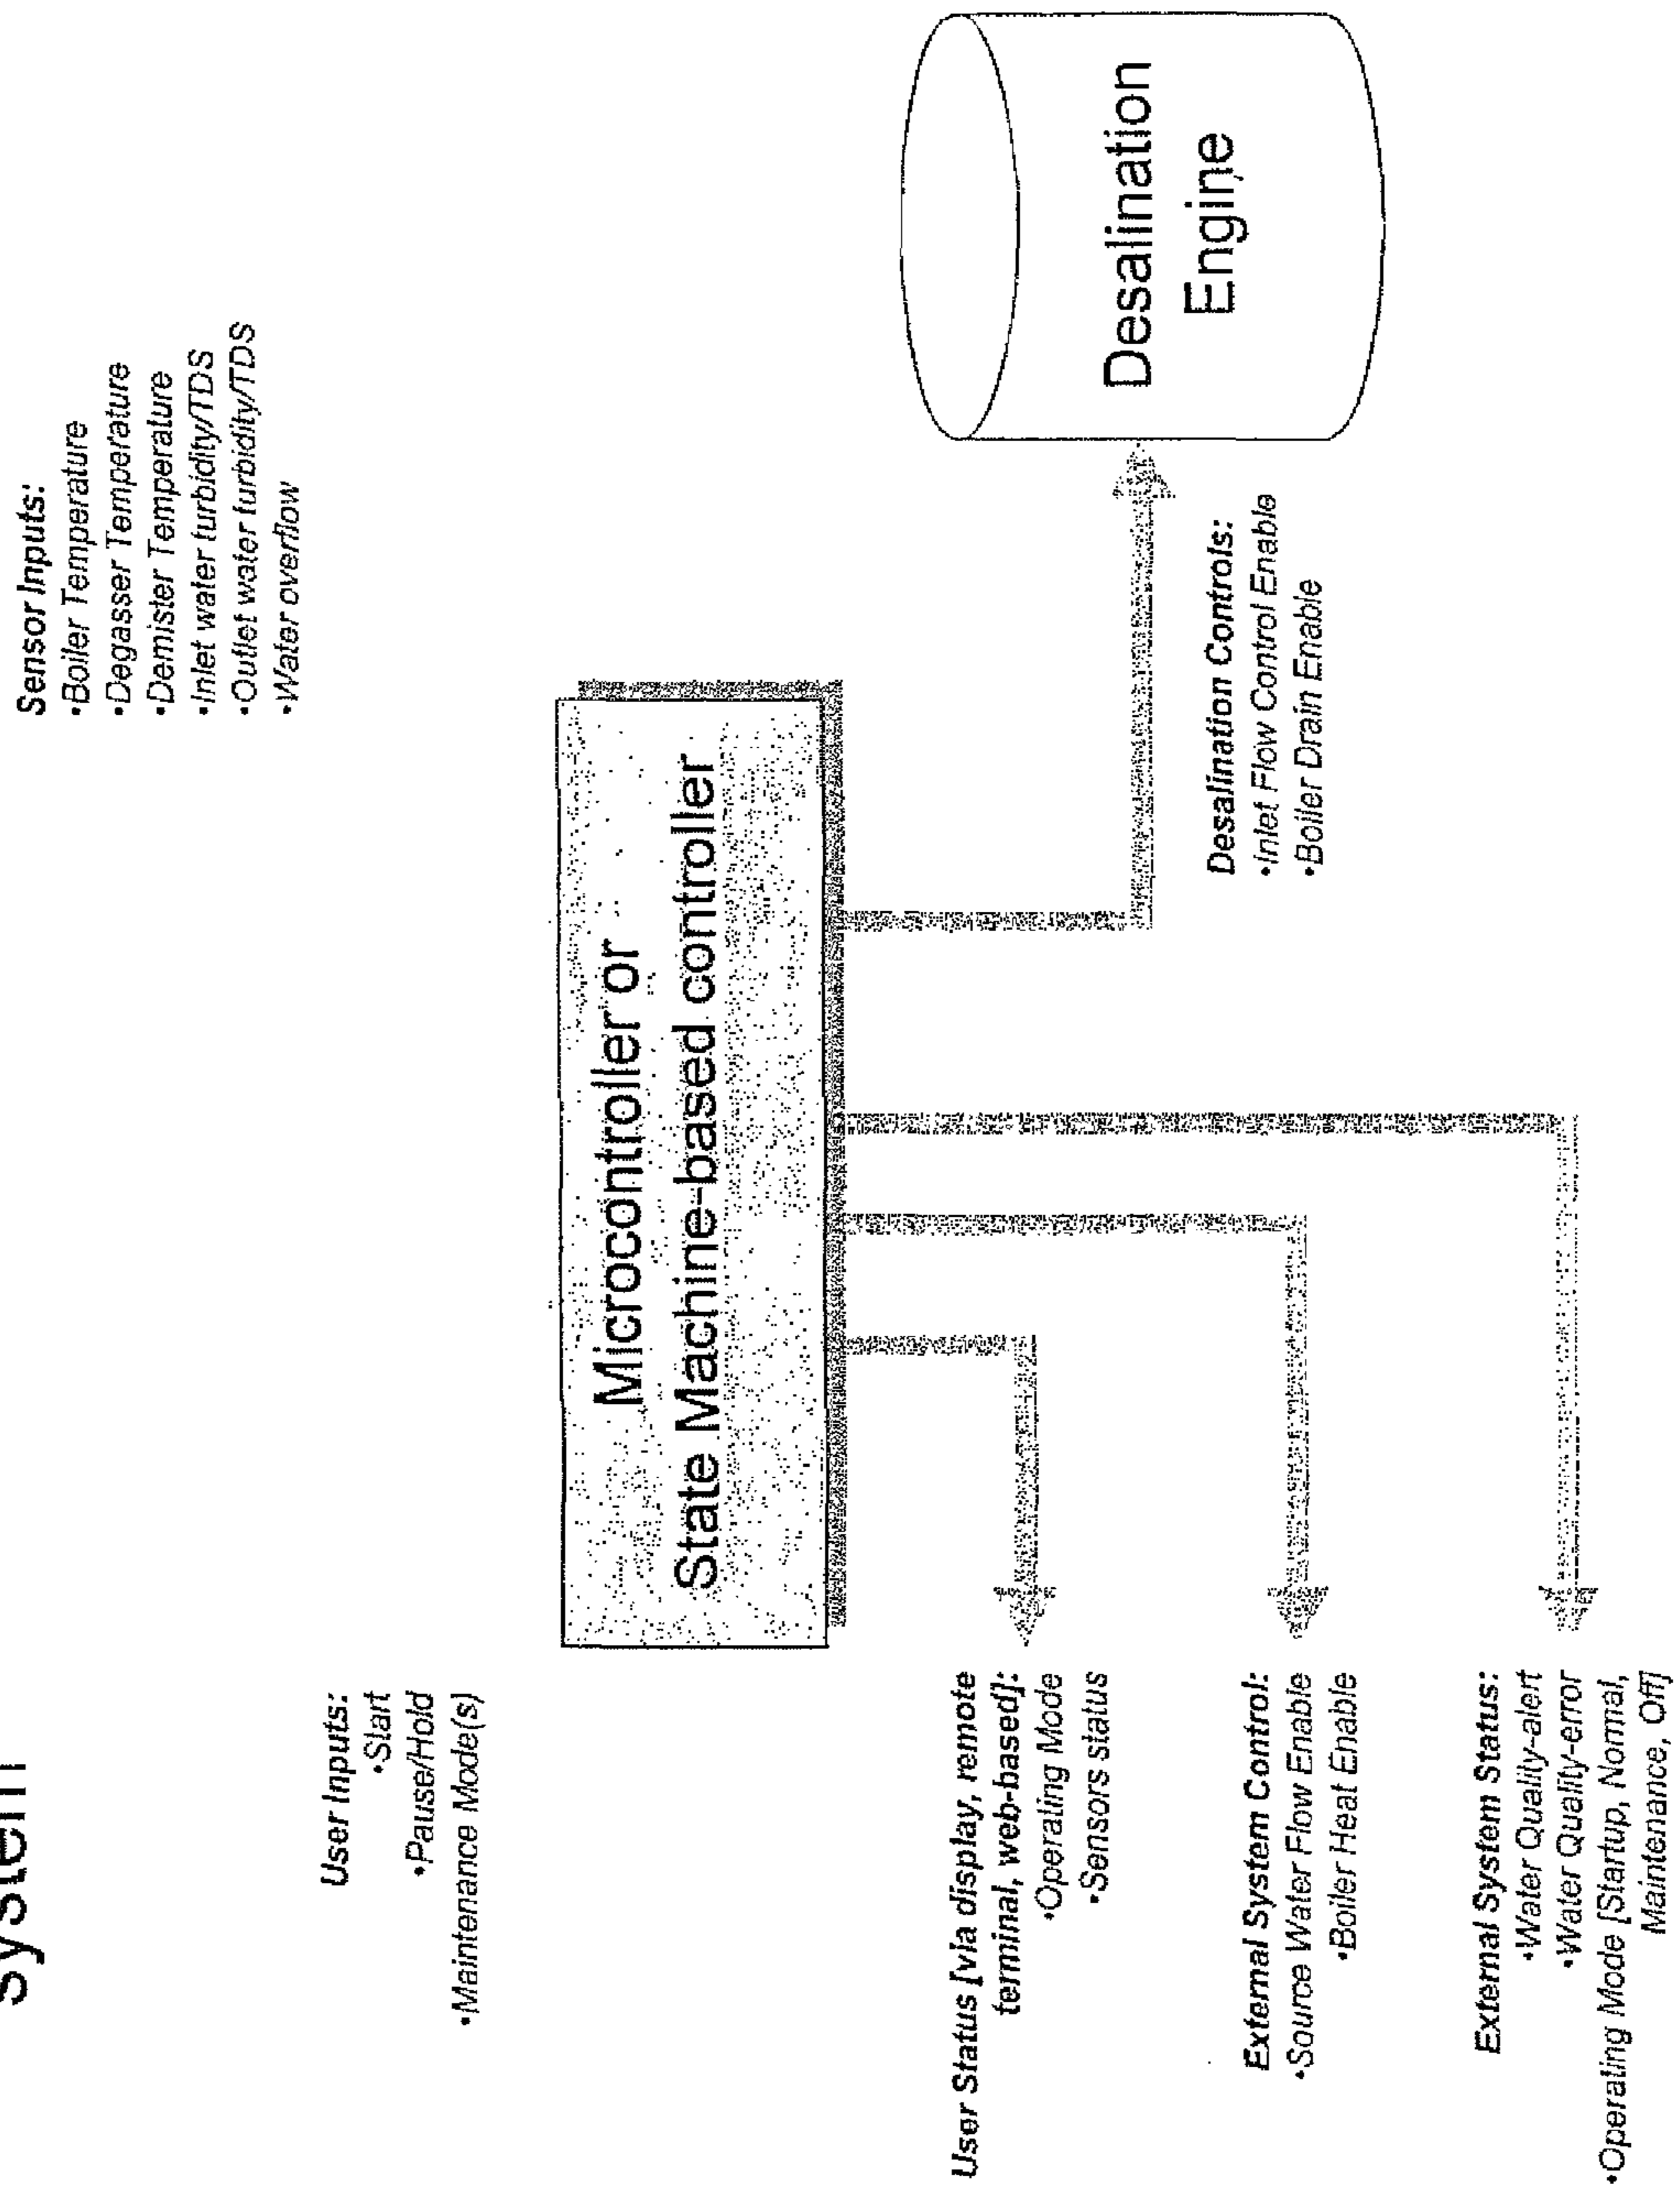 system
Sensor Inputs:
•Boiler Temperature
•Degasser Temperature
•Demister Temperature
•Inlet water turbidity/TDS
•Outlet water turbidity/TDS
•Water overflow
User Inputs:
•Start
•Pause/Hold
•Maintenance Mode(s)
Microcontroller or
State Machine-based controller
User Status [via display, remote
terminal, web-based]:
•Operating Mode
•Sensors status
External System Control:
•Source Water Flow Enable
•Boiler Heat Enable
External System Status:
•Water Quality-alert
•Water Quality-error
•Operating Mode [Startup, Normal,
Maintenance, Off]
Desalination Controls:
•Inlet Flow Control Enable
•Boiler Drain Enable
Desalination
Engine